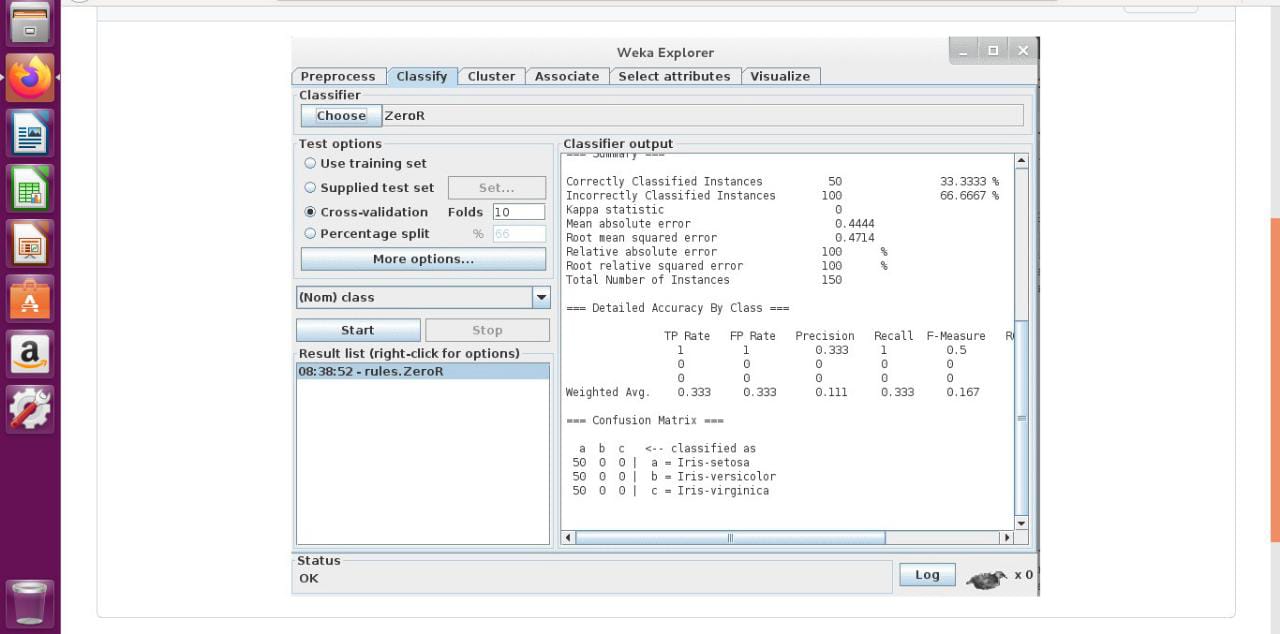 Weka Explorer
Preprocess Classify Cluster Associate Select attributes Visualize
Classifier
Choose ZeroR
Test options
Use training set
Supplied test set Set...
Cross-validation Folds 10
Percentage split % 66
More options...
(Nom) class
Start Stop
Result list (right-click for options)
08:38:52 - rules.ZeroR
Classifier output
=== Summary ===
Correctly Classified Instances 50 33.3333 %
Incorrectly Classified Instances 100 66.6667 %
Kappa statistic 0
Mean absolute error 0.4444
Root mean squared error 0.4714
Relative absolute error 100 %
Root relative squared error 100 %
Total Number of Instances 150
=== Detailed Accuracy By Class ===
TP Rate FP Rate Precision Recall F-Measure
1 1 0.333 1 0.5
0 0 0 0 0
0 0 0 0 0
Weighted Avg. 0.333 0.333 0.111 0.333 0.167
=== Confusion Matrix ===
a b c <-- classified as
50 0 0 | a = Iris-setosa
50 0 0 | b = Iris-versicolor
50 0 0 | c = Iris-virginica
Status
OK
Log x 0